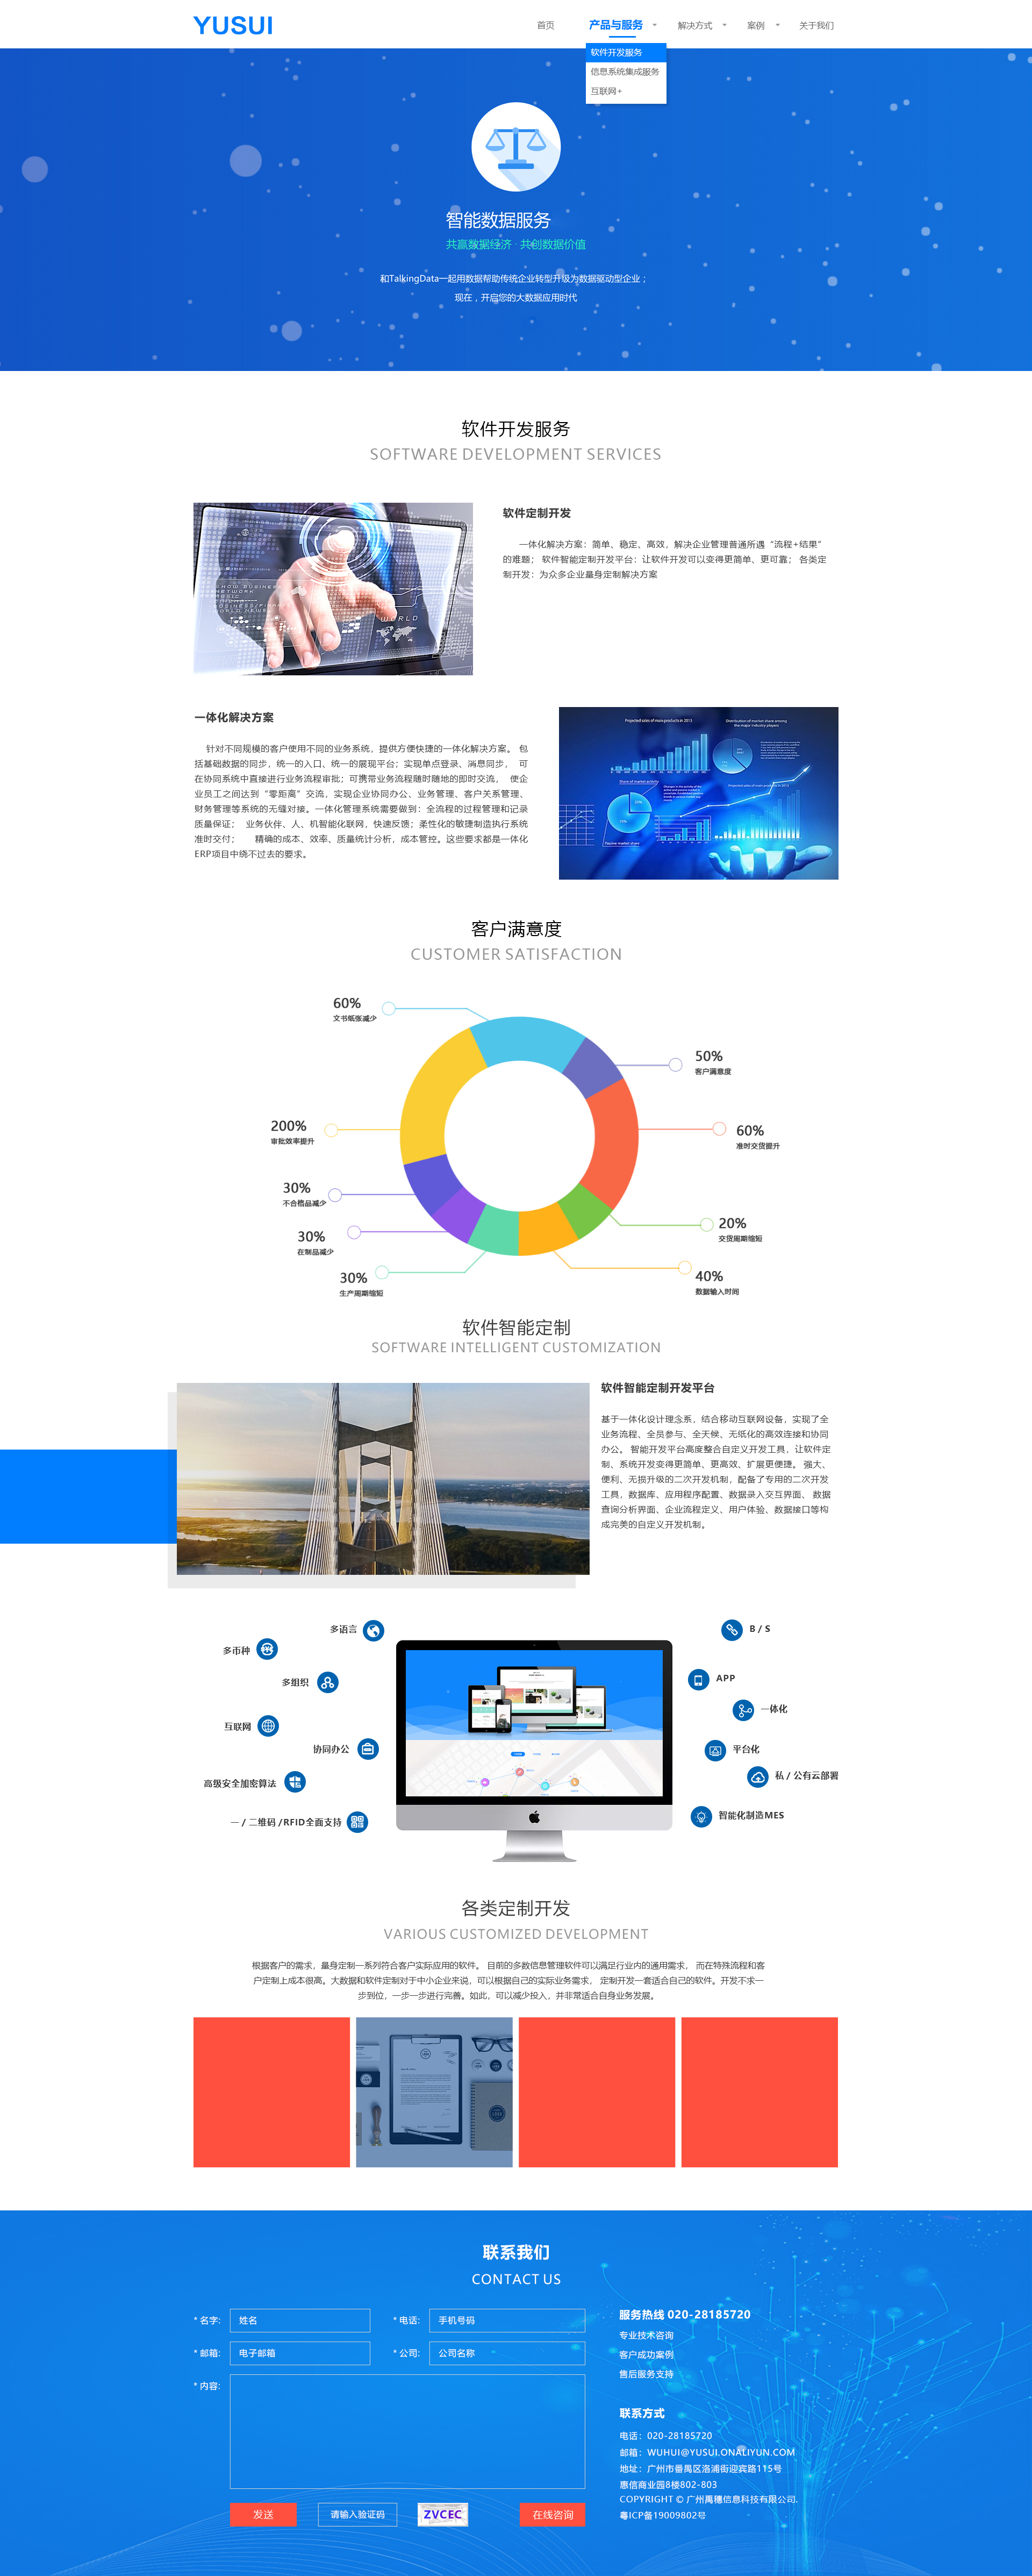 YUSUI
首页
产品与服务
解决方式
案例
关于我们
软件开发服务
信息系统集成服务
互联网+
智能数据服务
共赢数据经济 · 共创数据价值
和TalkingData一起用数据帮助传统企业转型升级为数据驱动型企业；
现在，开启您的大数据应用时代
软件开发服务
SOFTWARE DEVELOPMENT SERVICES
软件定制开发
一体化解决方案：简单、稳定、高效，解决企业管理普通所遇“流程+结果”
的难题； 软件智能定制开发平台：让软件开发可以变得更简单、更可靠； 各类定
制开发：为众多企业量身定制解决方案
WORLD
一体化解决方案
针对不同规模的客户使用不同的业务系统，提供方便快捷的一体化解决方案。 包
括基础数据的同步，统一的入口、统一的展现平台；实现单点登录、消息同步， 可
在协同系统中直接进行业务流程审批；可携带业务流程随时随地的即时交流， 使企
业员工之间达到“零距离”交流，实现企业协同办公、业务管理、客户关系管理、
财务管理等系统的无缝对接。一体化管理系统需要做到：全流程的过程管理和记录
质量保证； 业务伙伴、人、机智能化联网，快速反馈；柔性化的敏捷制造执行系统
准时交付； 精确的成本、效率、质量统计分析，成本管控。这些要求都是一体化
ERP项目中绕不过去的要求。
Projected sales of main products in 2015
Distribution of market share among
the major industry players
Share of market activity
Projected sales of main products in 2015
Passive market share
客户满意度
CUSTOMER SATISFACTION
60%
文书纸张减少
50%
客户满意度
200%
审批效率提升
60%
准时交货提升
30%
不合格品减少
20%
交货周期缩短
30%
在制品减少
30%
生产周期缩短
40%
数据输入时间
软件智能定制
SOFTWARE INTELLIGENT CUSTOMIZATION
软件智能定制开发平台
基于一体化设计理念系，结合移动互联网设备，实现了全
业务流程、全员参与、全天候、无纸化的高效连接和协同
办公。 智能开发平台高度整合自定义开发工具，让软件定
制、系统开发变得更简单、更高效、扩展更便捷。 强大、
便利、无损升级的二次开发机制，配备了专用的二次开发
工具，数据库、应用程序配置、数据录入交互界面、 数据
查询分析界面、企业流程定义、用户体验、数据接口等构
成完美的自定义开发机制。
多语言
B / S
多币种
多组织
APP
一体化
互联网
协同办公
平台化
高级安全加密算法
私 / 公有云部署
一 / 二维码 /RFID全面支持
智能化制造MES
各类定制开发
VARIOUS CUSTOMIZED DEVELOPMENT
根据客户的需求，量身定制一系列符合客户实际应用的软件。 目前的多数信息管理软件可以满足行业内的通用需求， 而在特殊流程和客
户定制上成本很高。大数据和软件定制对于中小企业来说，可以根据自己的实际业务需求， 定制开发一套适合自己的软件。开发不求一
步到位，一步一步进行完善。如此，可以减少投入，并非常适合自身业务发展。
联系我们
CONTACT US
* 名字:
姓名
* 电话:
手机号码
* 邮箱:
电子邮箱
* 公司:
公司名称
* 内容:
发送
请输入验证码
ZVCEC
在线咨询
服务热线 020-28185720
专业技术咨询
客户成功案例
售后服务支持
联系方式
电话：020-28185720
邮箱：WUHUI@YUSUI.ONALIYUN.COM
地址：广州市番禺区洛浦街迎宾路115号
惠信商业园8楼802-803
COPYRIGHT © 广州禹穗信息科技有限公司.
粤ICP备19009802号